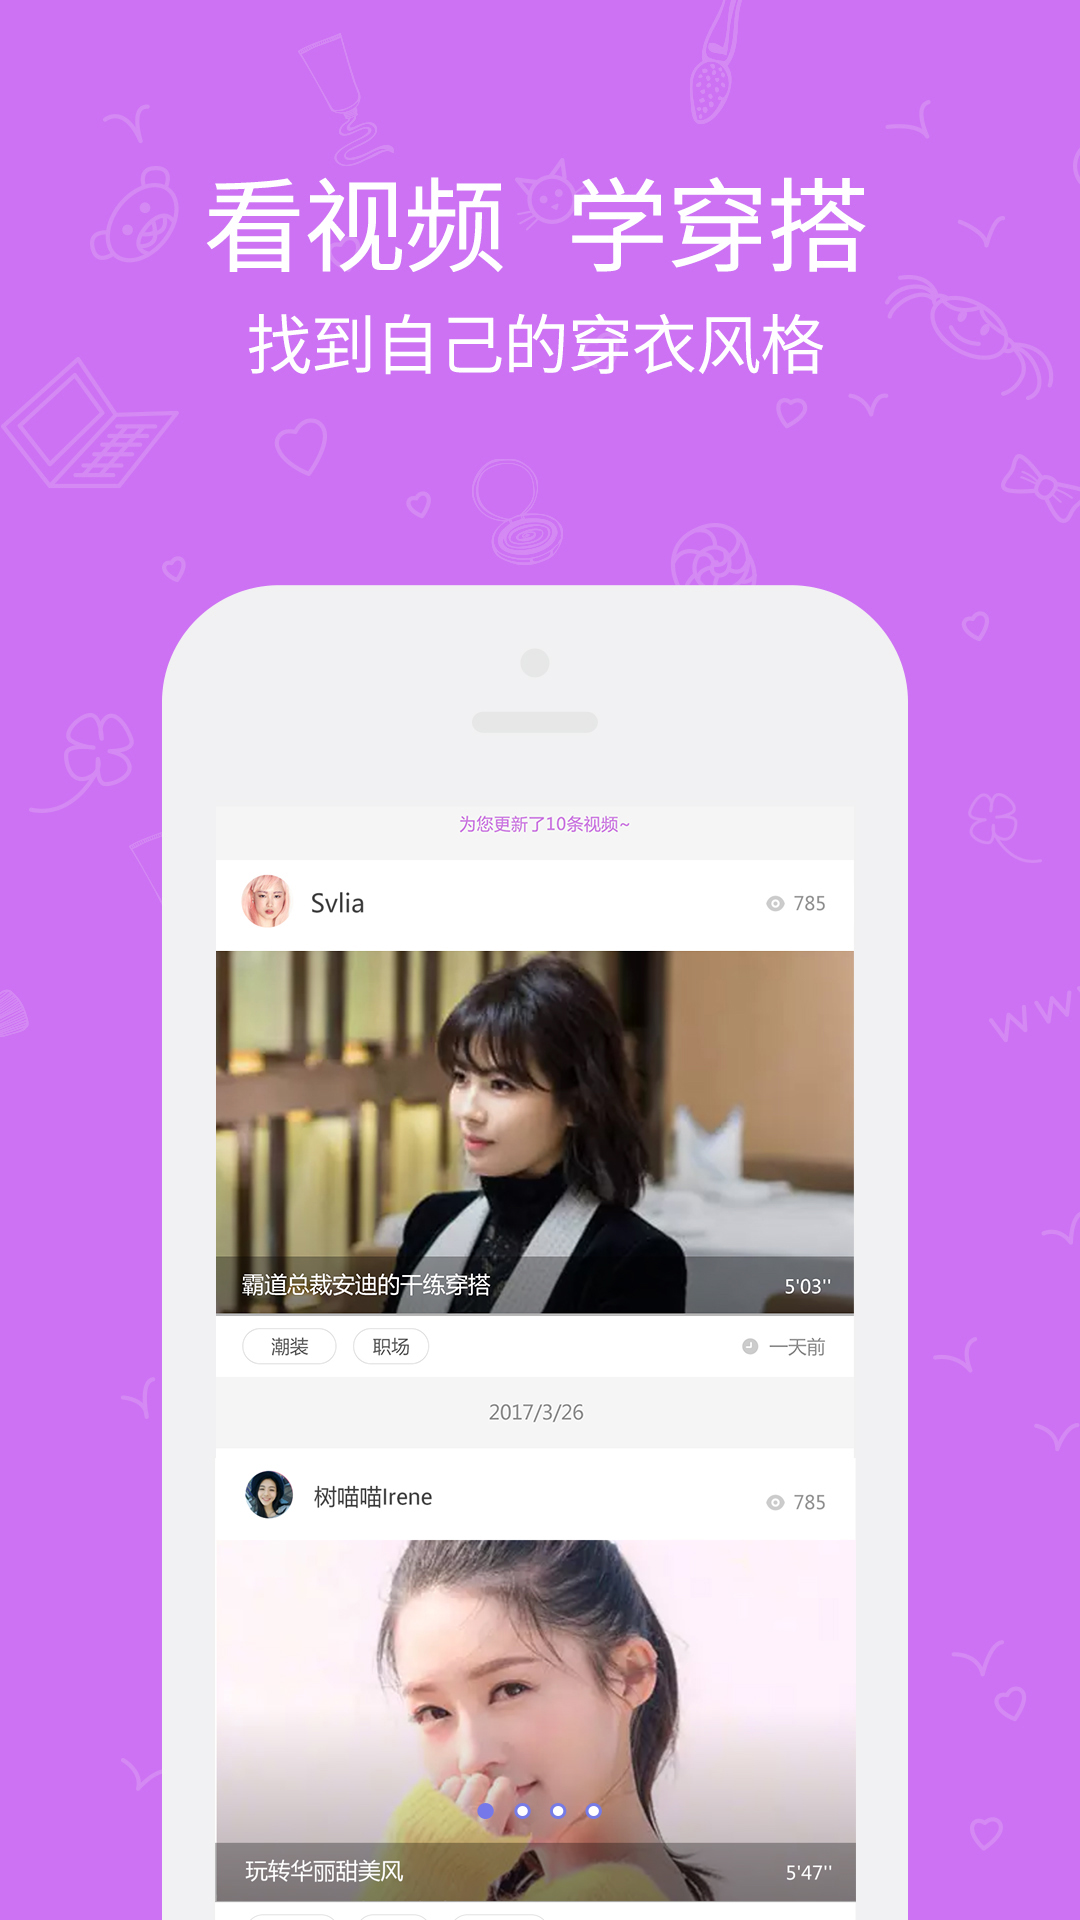 看视频 学穿搭
找到自己的穿衣风格
为您更新了10条视频~
Svlia
785
霸道总裁安迪的干练穿搭
5'03''
潮装
职场
一天前
2017/3/26
树喵喵Irene
785
玩转华丽甜美风
5'47''